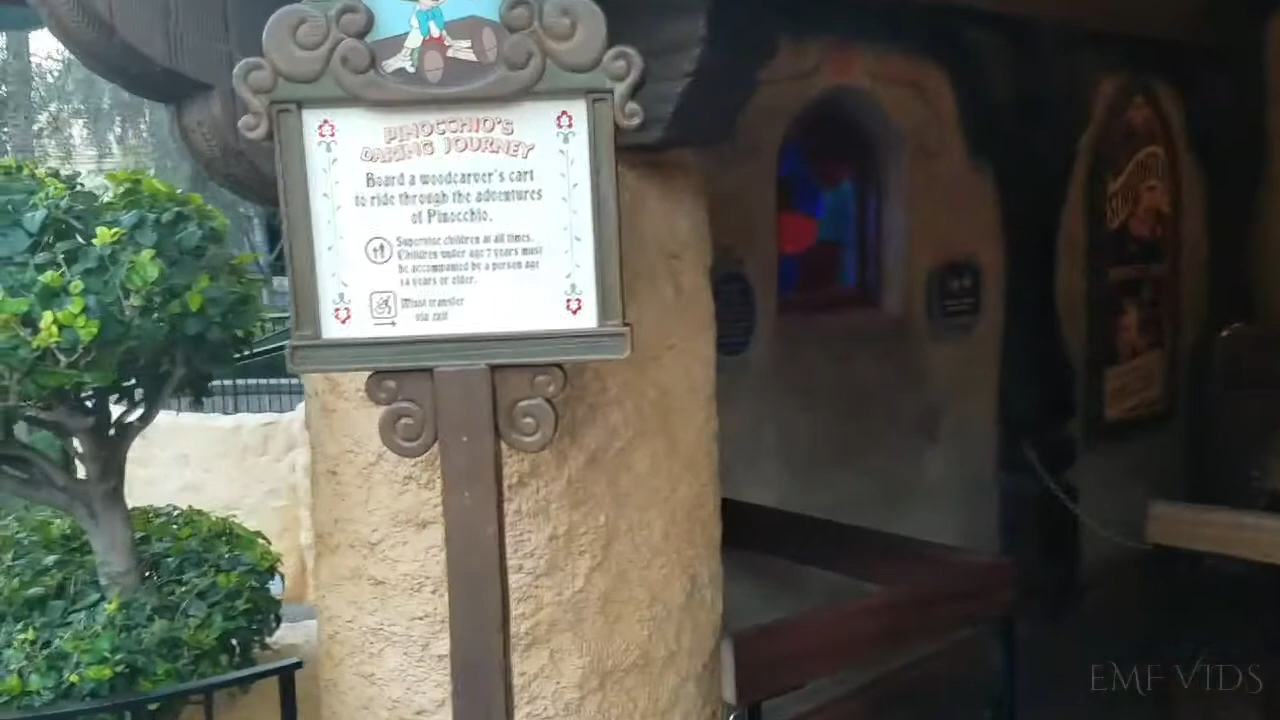 PINOCCHIO'S
DARING JOURNEY
Board a woodcarver's cart
to ride through the adventures
of Pinocchio.
Supervise children at all times.
Children under age 7 years must
be accompanied by a person age
14 years or older.
Must transfer
via exit
EMF VIDS